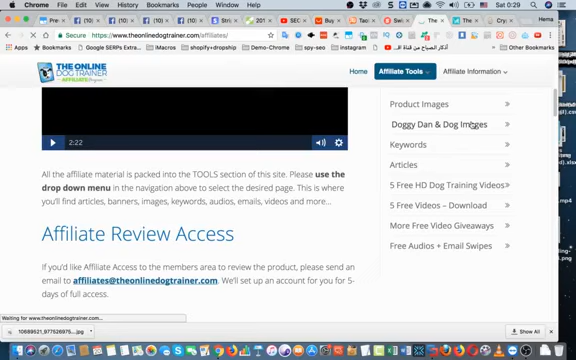 Chrome File Edit View History Bookmarks People Window Help
Sat 0:29
Hema
Secure https://www.theonlinedogtrainer.com/affiliates/
Bookmarks Google SERPs Extra iMacros shopify+dropship Demo-Chrome spy-seo instagram
Other Bookmarks
THE ONLINE
DOG TRAINER
Home Affiliate Tools Affiliate Information
Product Images
Doggy Dan & Dog Images
Keywords
Articles
5 Free HD Dog Training Videos
5 Free Videos – Download
More Free Video Giveaways
Free Audios + Email Swipes
2:22
All the affiliate material is packed into the TOOLS section of this site. Please use the
drop down menu in the navigation above to select the desired page. This is where
you'll find articles, banners, images, keywords, audios, emails, videos and more...
Affiliate Review Access
If you'd like Affiliate Access to the members area to review the product, please send an
email to affiliates@theonlinedogtrainer.com. We'll set up an account for you for 5-
days of full access.
Waiting for www.theonlinedogtrainer.com...
Show All
.mp4